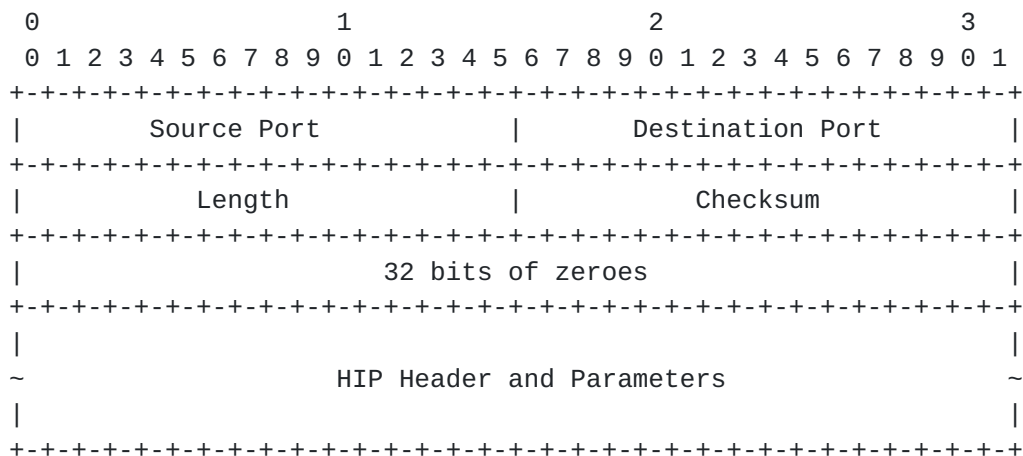 0                   1                   2                   3
 0 1 2 3 4 5 6 7 8 9 0 1 2 3 4 5 6 7 8 9 0 1 2 3 4 5 6 7 8 9 0 1
+-+-+-+-+-+-+-+-+-+-+-+-+-+-+-+-+-+-+-+-+-+-+-+-+-+-+-+-+-+-+-+-+
|        Source Port            |       Destination Port        |
+-+-+-+-+-+-+-+-+-+-+-+-+-+-+-+-+-+-+-+-+-+-+-+-+-+-+-+-+-+-+-+-+
|           Length              |           Checksum            |
+-+-+-+-+-+-+-+-+-+-+-+-+-+-+-+-+-+-+-+-+-+-+-+-+-+-+-+-+-+-+-+-+
|                       32 bits of zeroes                       |
+-+-+-+-+-+-+-+-+-+-+-+-+-+-+-+-+-+-+-+-+-+-+-+-+-+-+-+-+-+-+-+-+
|                                                               |
~                    HIP Header and Parameters                  ~
|                                                               |
+-+-+-+-+-+-+-+-+-+-+-+-+-+-+-+-+-+-+-+-+-+-+-+-+-+-+-+-+-+-+-+-+